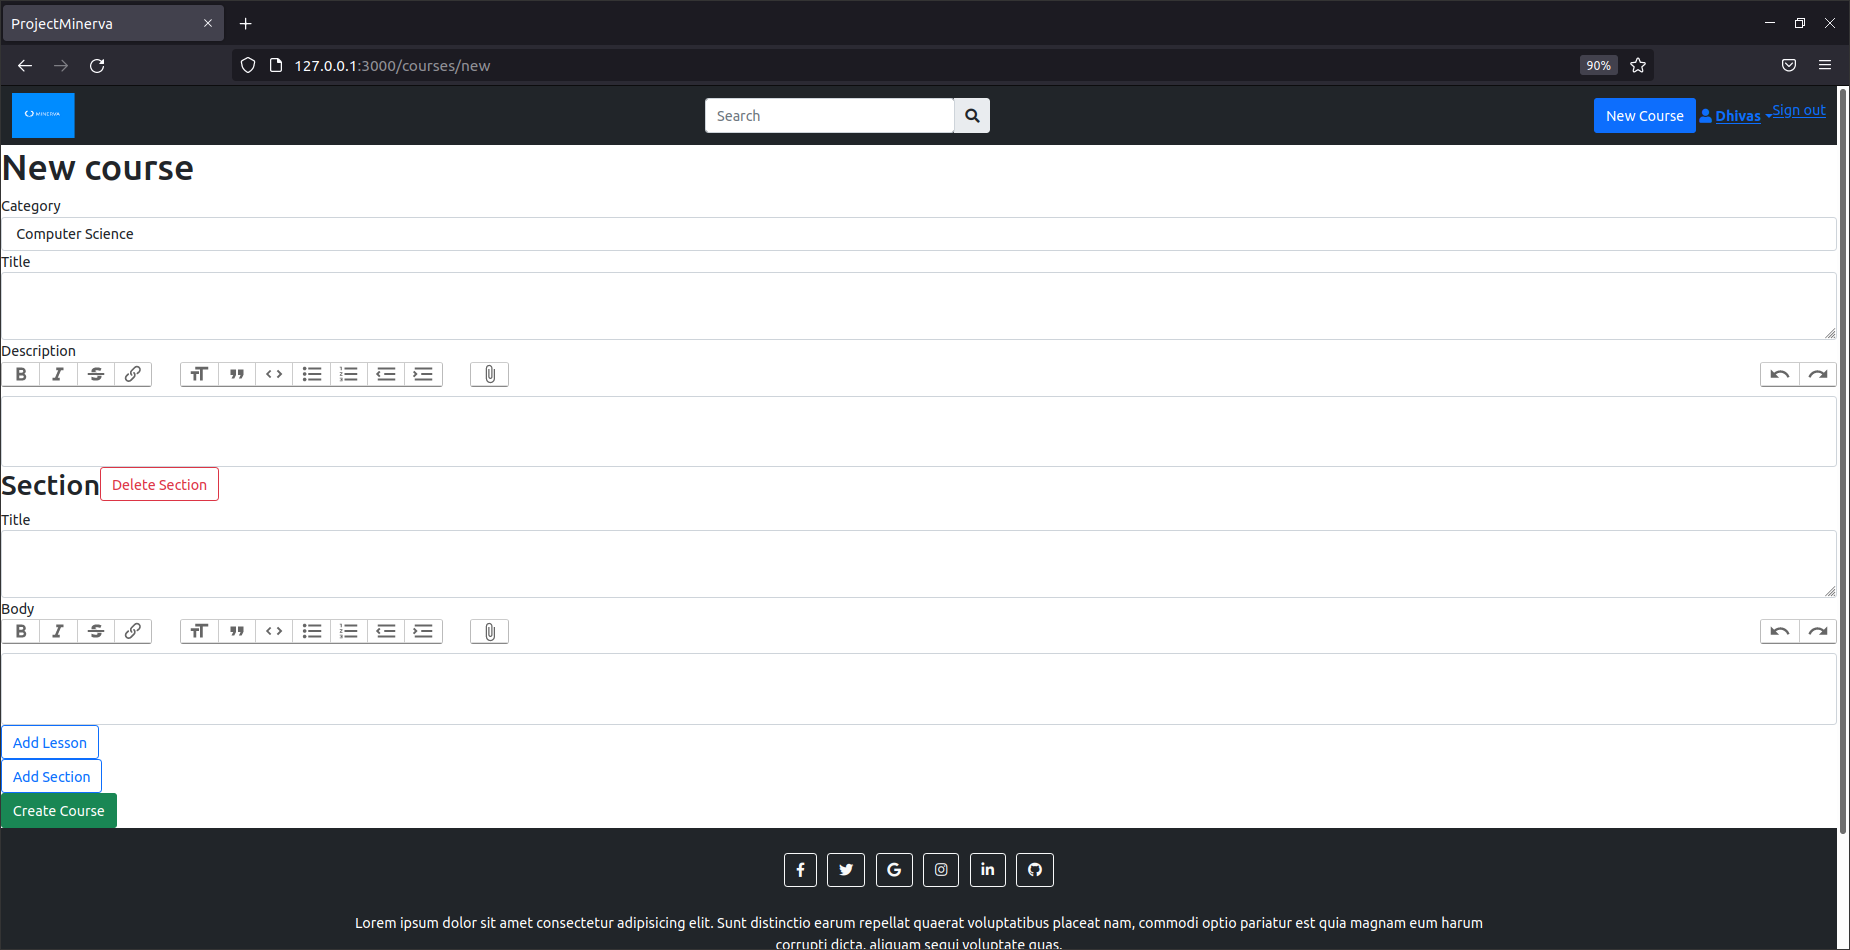 ProjectMinerva
127.0.0.1:3000/courses/new
90%
MINERVA
Search
New Course
Dhivas
Sign out
New course
Category
Computer Science
Title
Description
Section
Delete Section
Title
Body
Add Lesson
Add Section
Create Course
Lorem ipsum dolor sit amet consectetur adipisicing elit. Sunt distinctio earum repellat quaerat voluptatibus placeat nam, commodi optio pariatur est quia magnam eum harum
corrupti dicta, aliquam sequi voluptate quas.